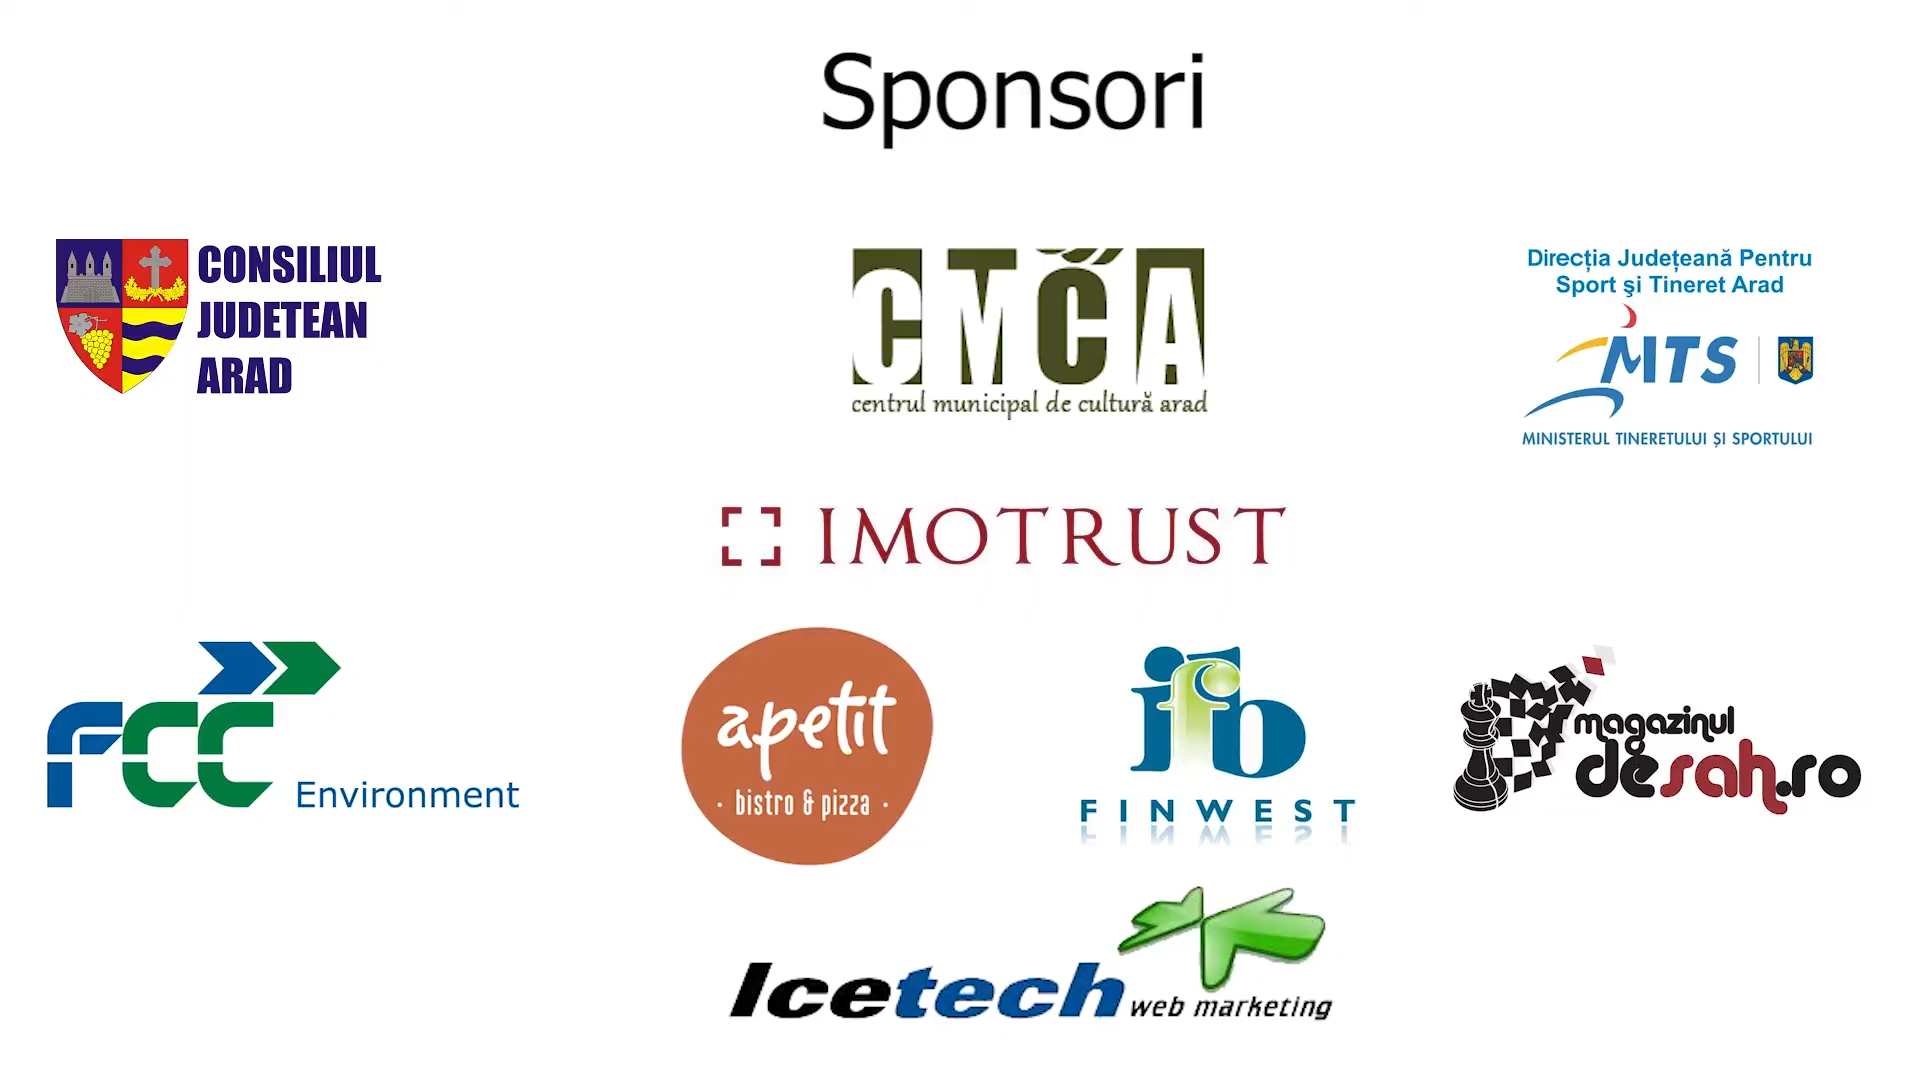 Sponsori
CONSILIUL
JUDETEAN
ARAD
CMCA
centrul municipal de cultură arad
Direcția Județeană Pentru
Sport şi Tineret Arad
MTS
MINISTERUL TINERETULUI ȘI SPORTULUI
IMOTRUST
FCC
Environment
apetit
· bistro & pizza ·
ifb
FINWEST
magazinul
desah.ro
Icetech
web marketing